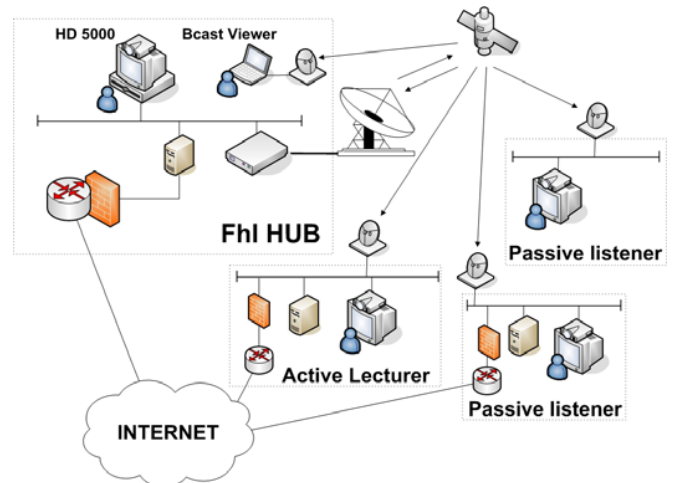 HD 5000
Bcast Viewer
FhI HUB
Passive listener
Active Lecturer
Passive listener
INTERNET